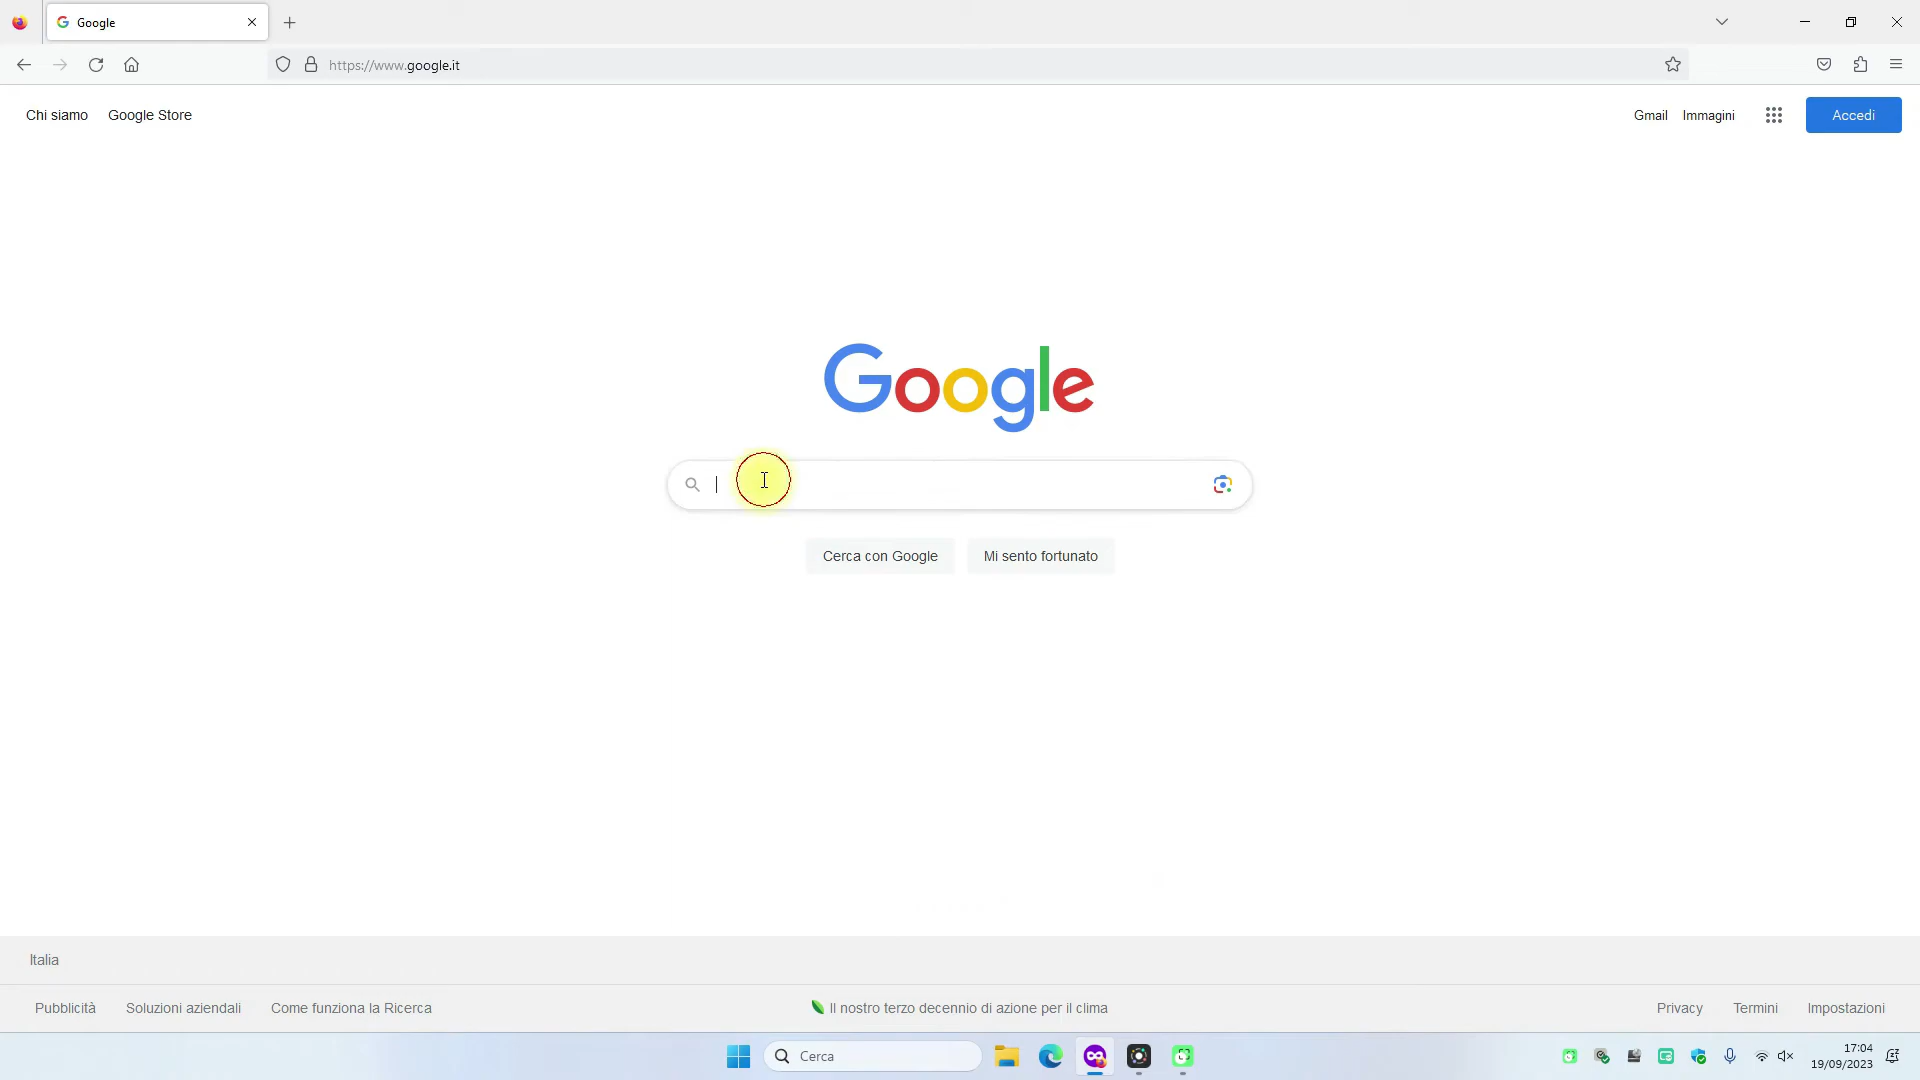 Google
https://www.google.it
Chi siamo
Google Store
Gmail
Immagini
Accedi
Google
Cerca con Google
Mi sento fortunato
Italia
Pubblicità
Soluzioni aziendali
Come funziona la Ricerca
Il nostro terzo decennio di azione per il clima
Privacy
Termini
Impostazioni
Cerca
17:04
19/09/2023